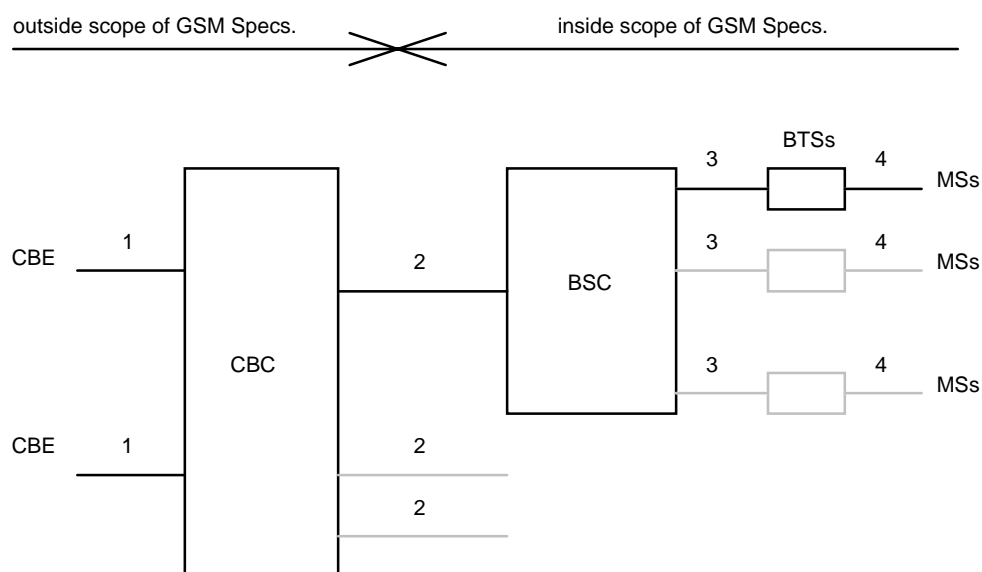 outside scope of GSM Specs.
inside scope of GSM Specs.
BTSs
3
4
MSs
1
CBE
3
4
MSs
2
BSC
CBC
3
4
MSs
CBE
1
2
2